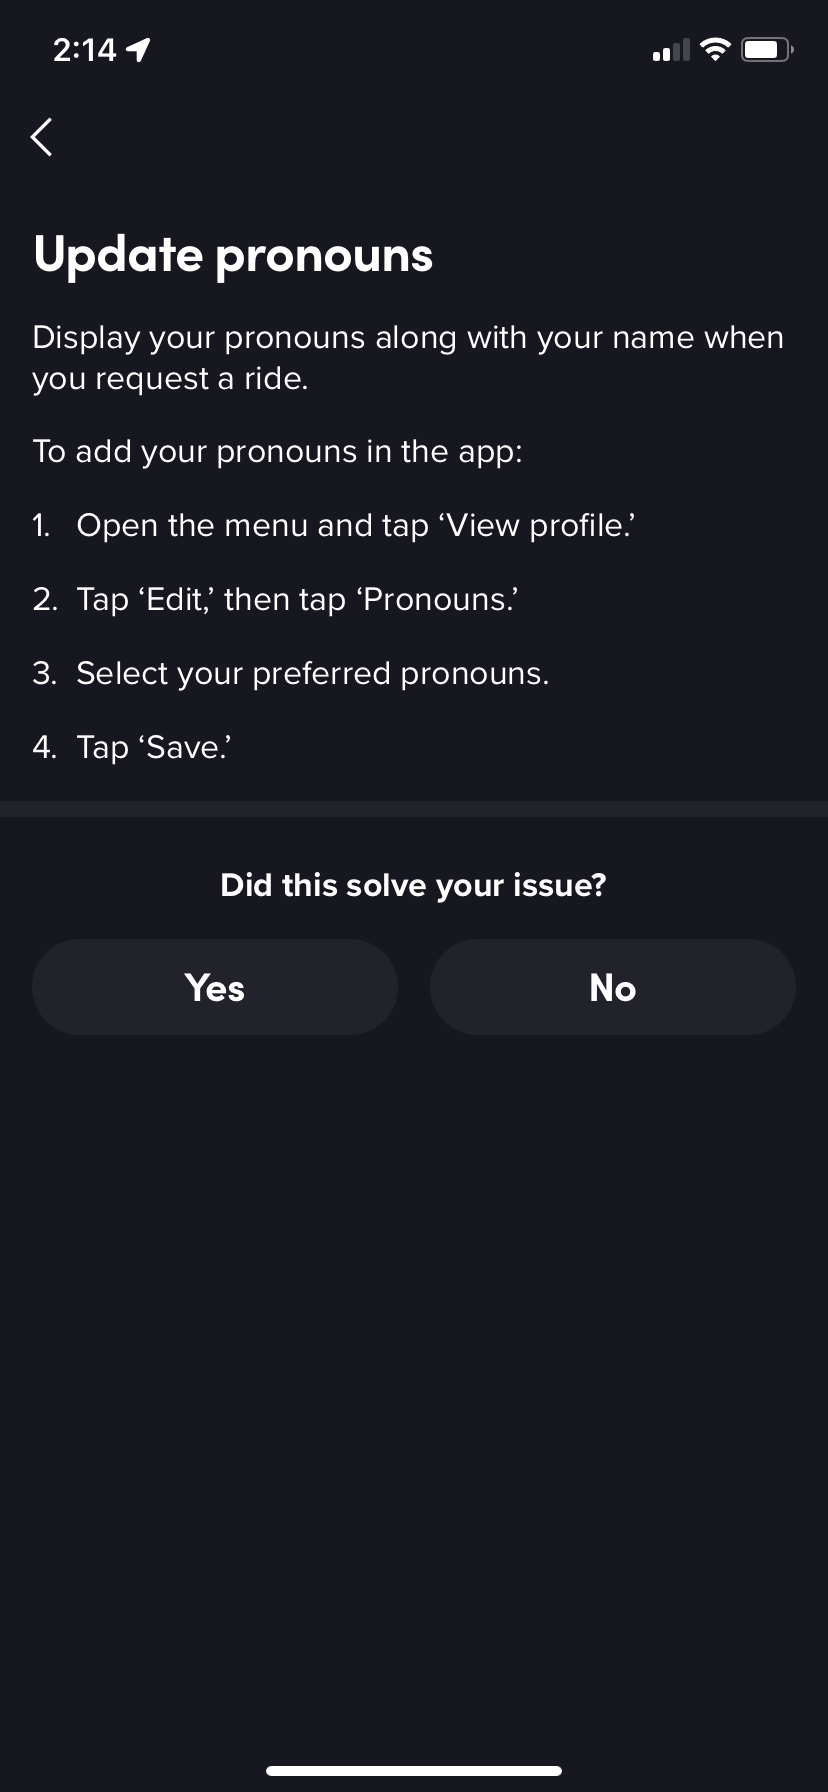 2:14
Update pronouns
Display your pronouns along with your name when
you request a ride.
To add your pronouns in the app:
1. Open the menu and tap ‘View profile.’
2. Tap ‘Edit,’ then tap ‘Pronouns.’
3. Select your preferred pronouns.
4. Tap ‘Save.’
Did this solve your issue?
Yes
No